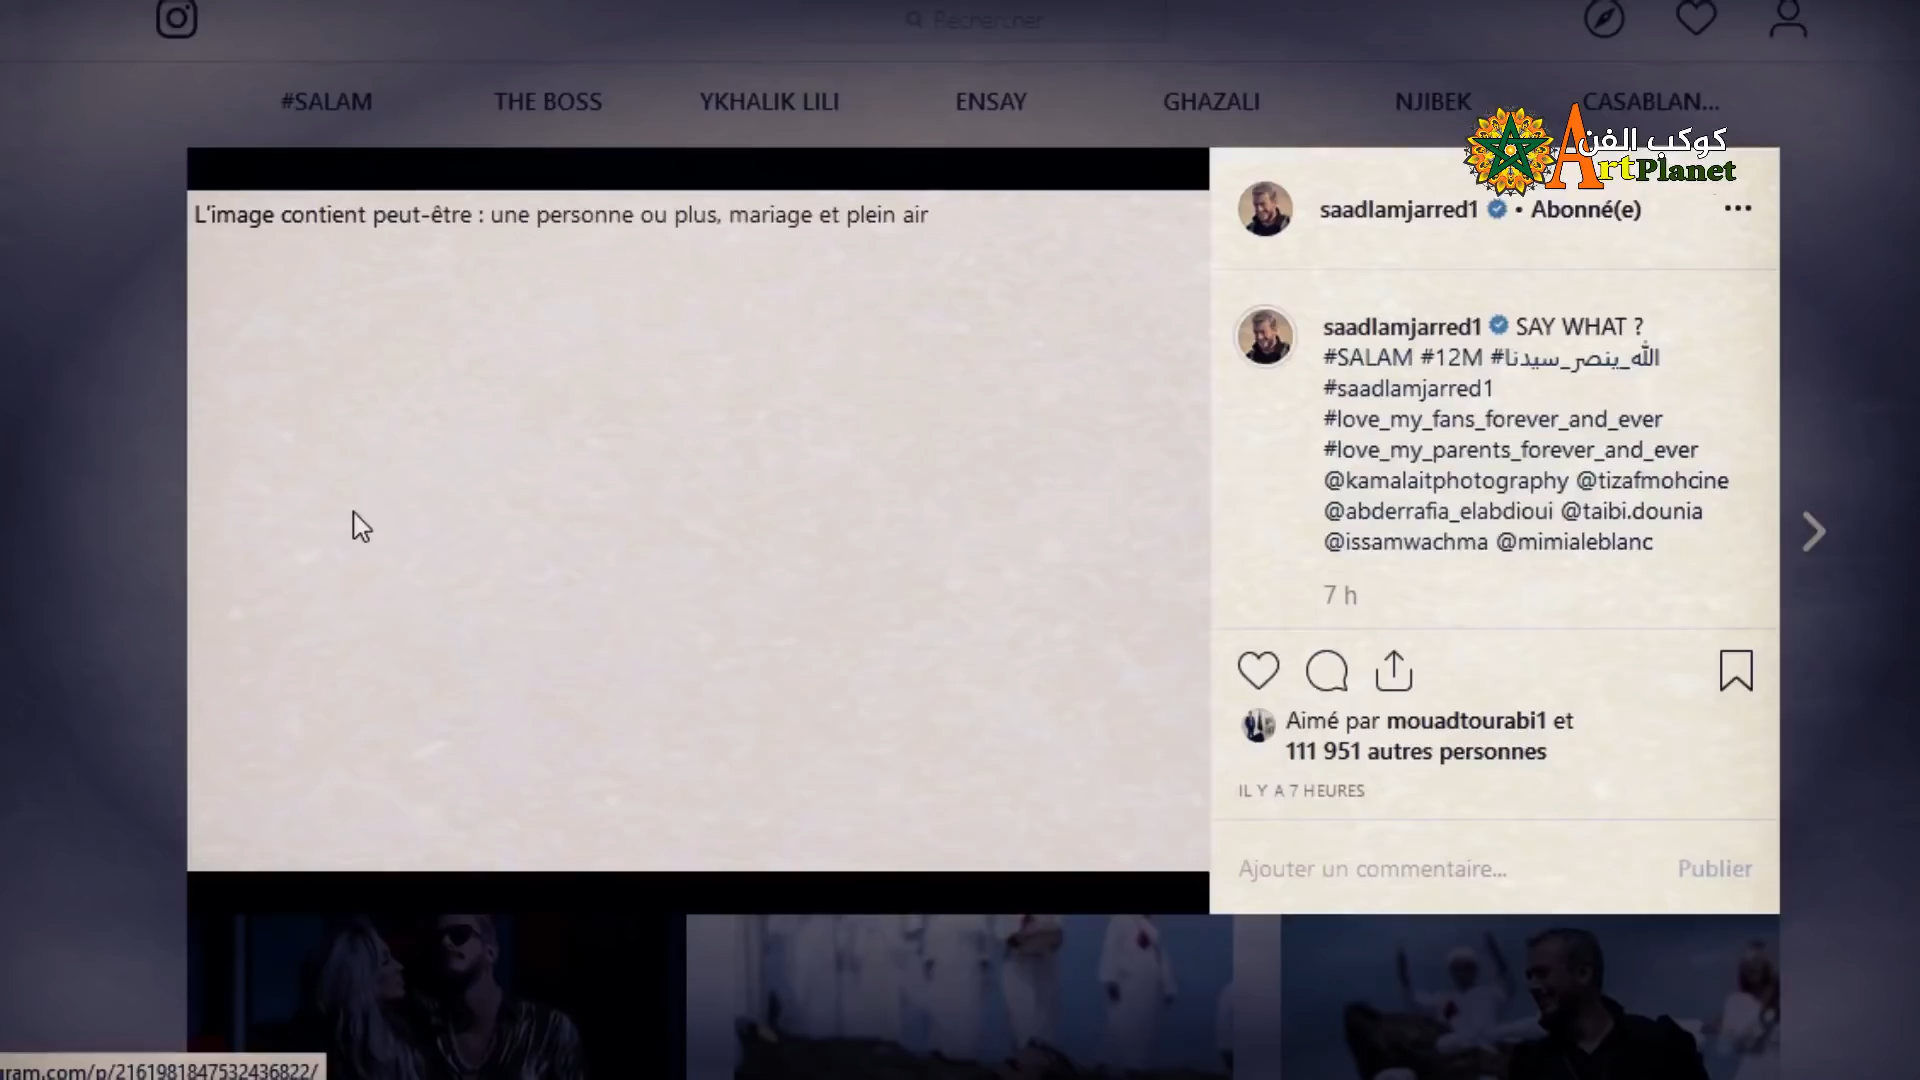 Rechercher
#SALAM THE BOSS YKHALIK LILI ENSAY GHAZALI NJIBEK CASABLAN...
كوكب الفن
ArtPlanet
L'image contient peut-être : une personne ou plus, mariage et plein air
saadlamjarred1 • Abonné(e)
saadlamjarred1 SAY WHAT ?
#SALAM #12M #الله_ينصر_سيدنا
#saadlamjarred1
#love_my_fans_forever_and_ever
#love_my_parents_forever_and_ever
@kamalaitphotography @tizafmohcine
@abderrafia_elabdioui @taibi.dounia
@issamwachma @mimialeblanc
7 h
Aimé par mouadtourabi1 et
111 951 autres personnes
IL Y A 7 HEURES
Ajouter un commentaire... Publier
gram.com/p/2161981847532436822/